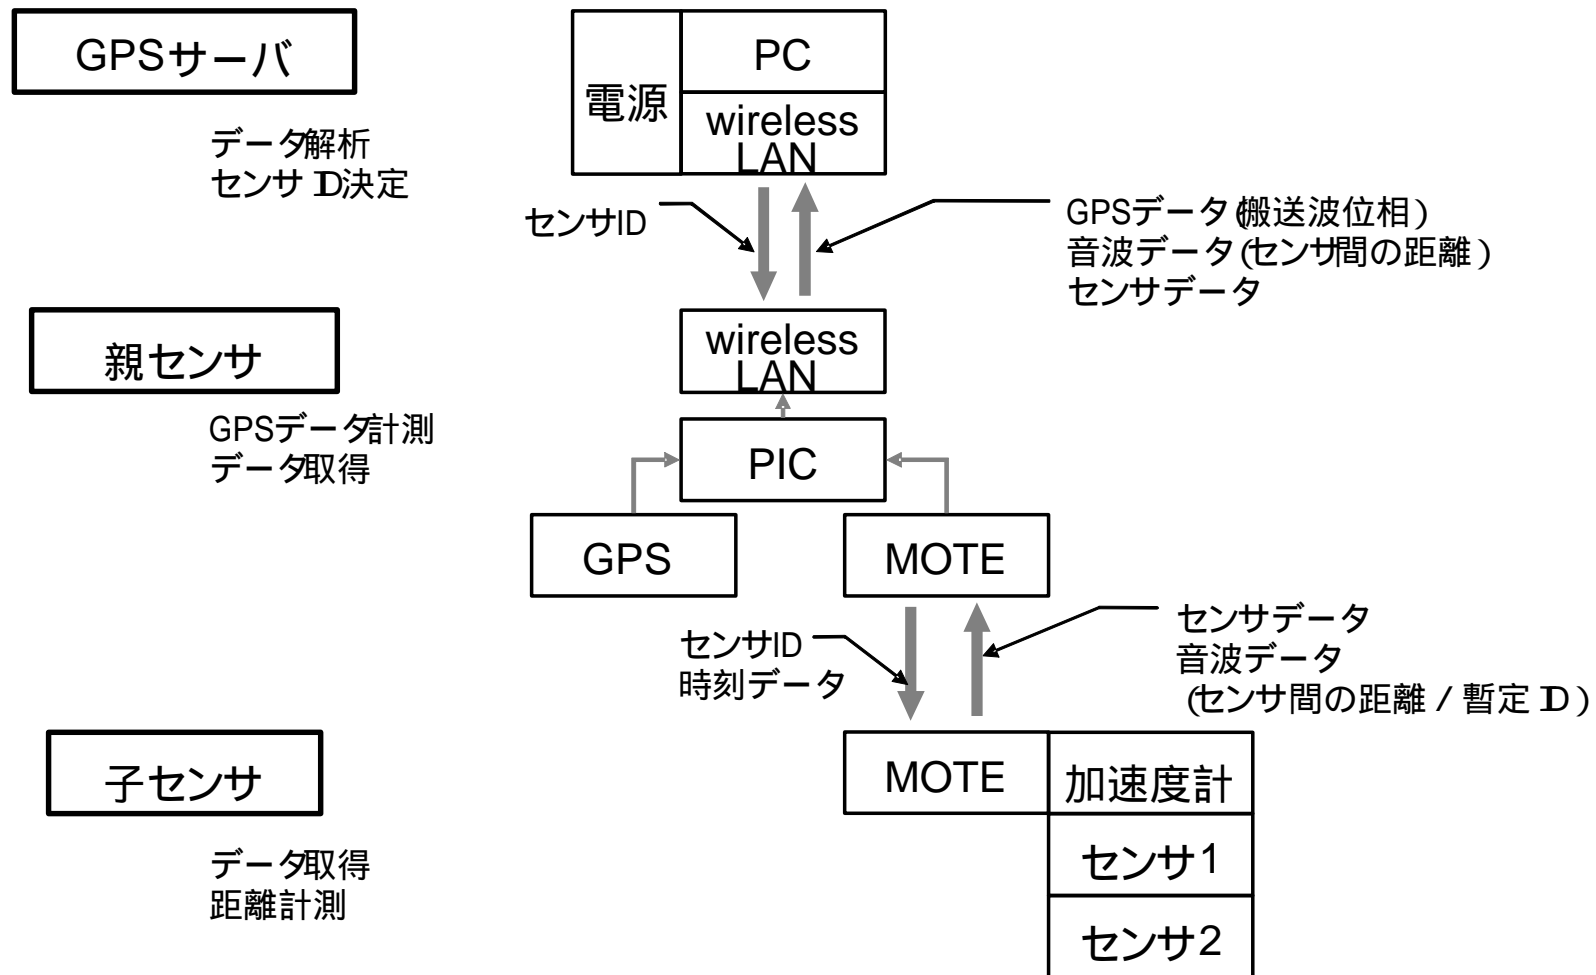 GPSサーバ
データ解析
センサID決定
電源
PC
wireless
LAN
センサID
GPSデータ(搬送波位相)
音波データ(センサ間の距離)
センサデータ
親センサ
GPSデータ計測
データ取得
wireless
LAN
PIC
GPS
MOTE
センサID
時刻データ
センサデータ
音波データ
(センサ間の距離/暫定ID)
子センサ
データ取得
距離計測
MOTE
加速度計
センサ1
センサ2